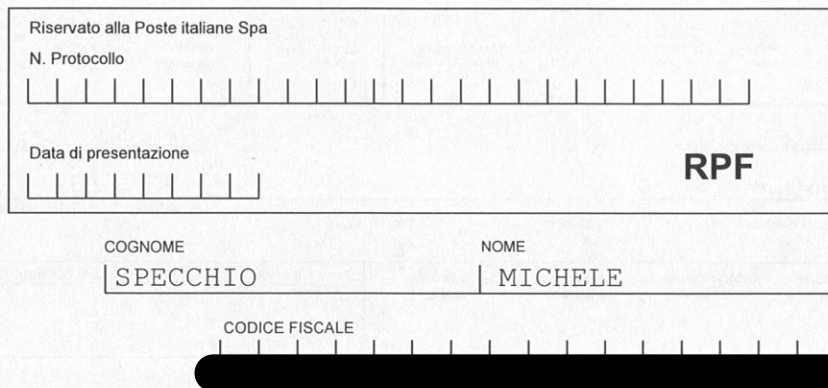 Riservato alla Poste italiane Spa
N. Protocollo
Data di presentazione
RPF
COGNOME NOME
SPECCHIO MICHELE
CODICE FISCALE